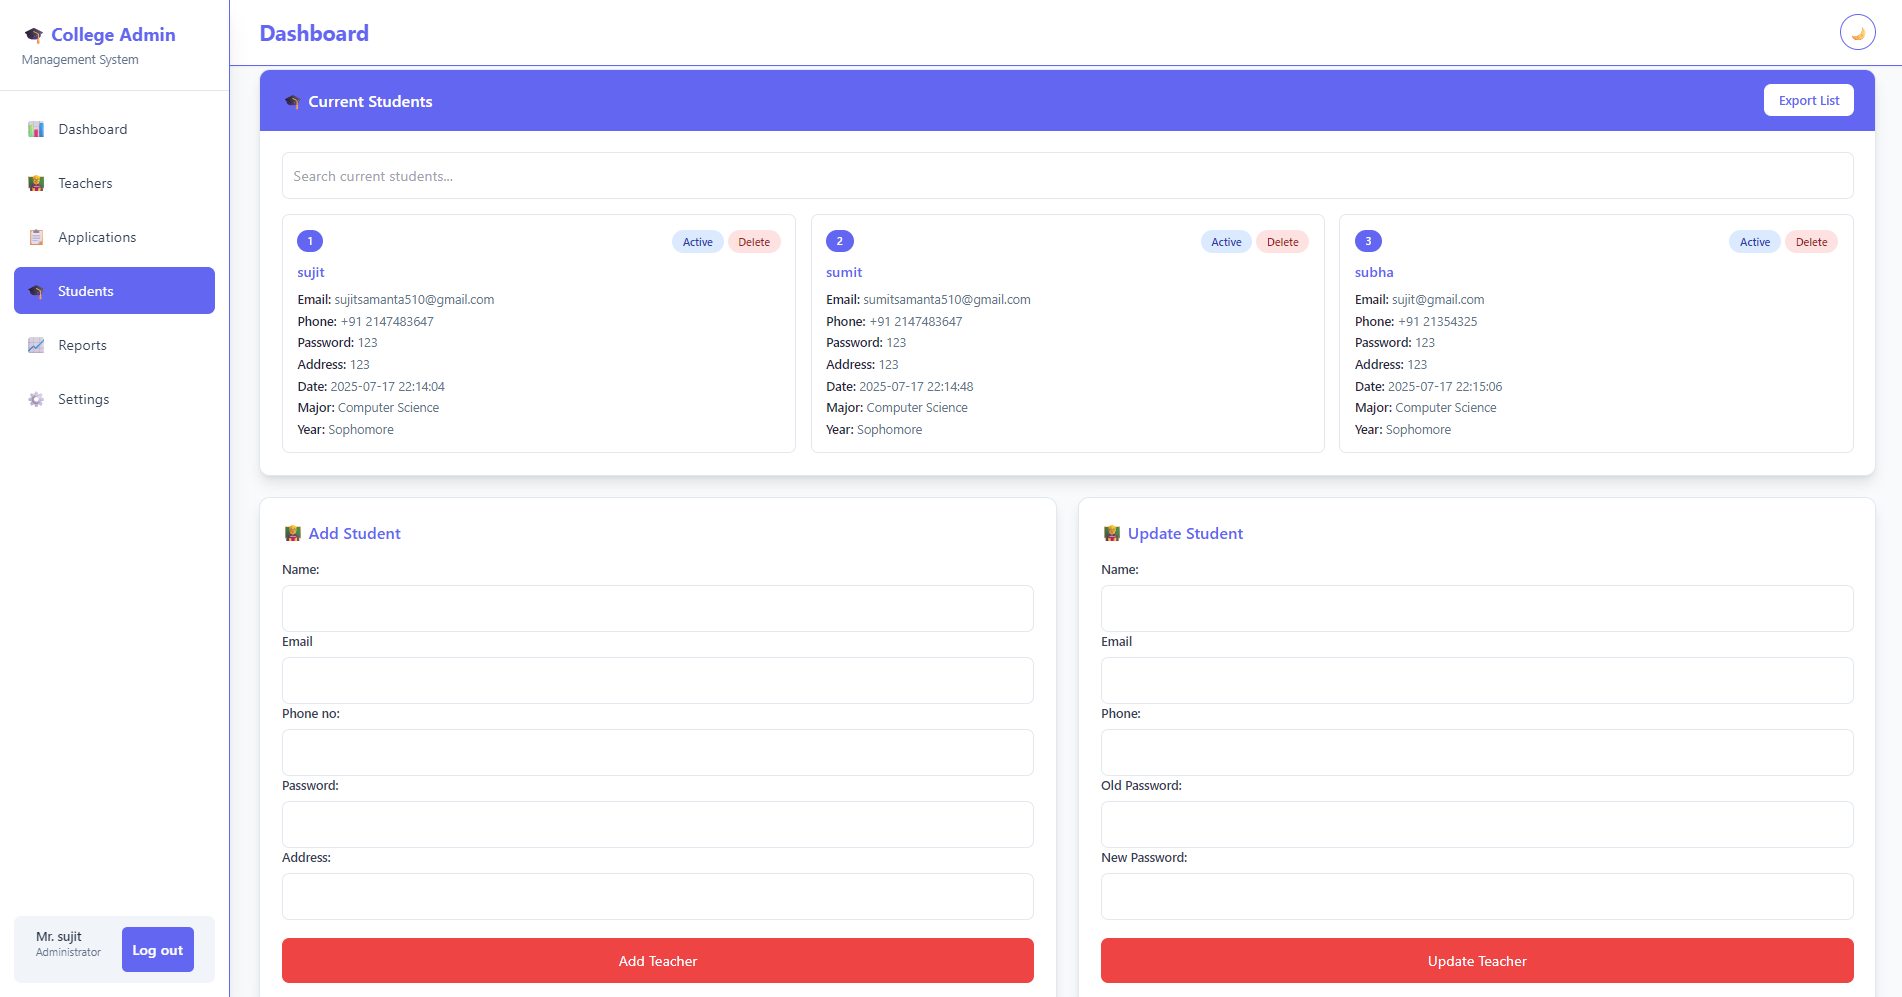 College Admin
Management System
Dashboard
Teachers
Applications
Students
Reports
Settings
Mr. sujit
Administrator
Log out
Dashboard
Current Students
Export List
Search current students...
1
Active
Delete
sujit
Email: sujitsamanta510@gmail.com
Phone: +91 2147483647
Password: 123
Address: 123
Date: 2025-07-17 22:14:04
Major: Computer Science
Year: Sophomore
2
Active
Delete
sumit
Email: sumitsamanta510@gmail.com
Phone: +91 2147483647
Password: 123
Address: 123
Date: 2025-07-17 22:14:48
Major: Computer Science
Year: Sophomore
3
Active
Delete
subha
Email: sujit@gmail.com
Phone: +91 21354325
Password: 123
Address: 123
Date: 2025-07-17 22:15:06
Major: Computer Science
Year: Sophomore
Add Student
Name:
Email
Phone no:
Password:
Address:
Add Teacher
Update Student
Name:
Email
Phone:
Old Password:
New Password:
Update Teacher